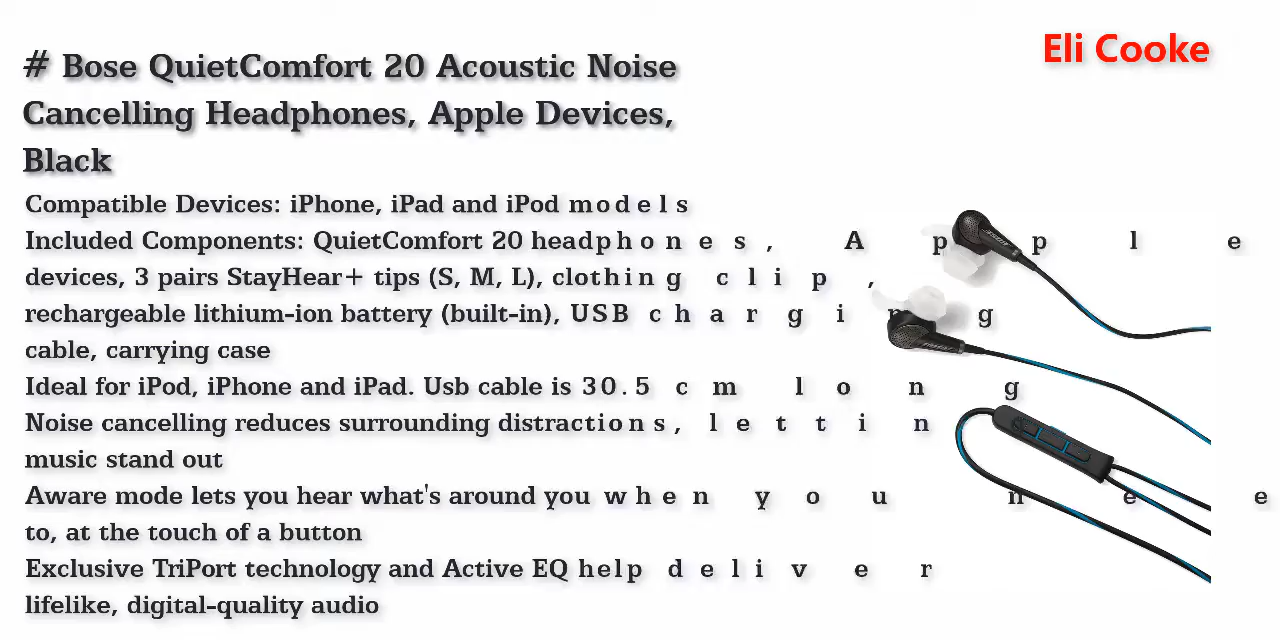 Eli Cooke
# Bose QuietComfort 20 Acoustic Noise
Cancelling Headphones, Apple Devices,
Black
Compatible Devices: iPhone, iPad and iPod models
Included Components: QuietComfort 20 headphones, Apple
devices, 3 pairs StayHear+ tips (S, M, L), clothing clip,
rechargeable lithium-ion battery (built-in), USB charging
cable, carrying case
Ideal for iPod, iPhone and iPad. Usb cable is 30.5 cm long
Noise cancelling reduces surrounding distractions, lettin
music stand out
Aware mode lets you hear what's around you when you nee
to, at the touch of a button
Exclusive TriPort technology and Active EQ help deliver
lifelike, digital-quality audio